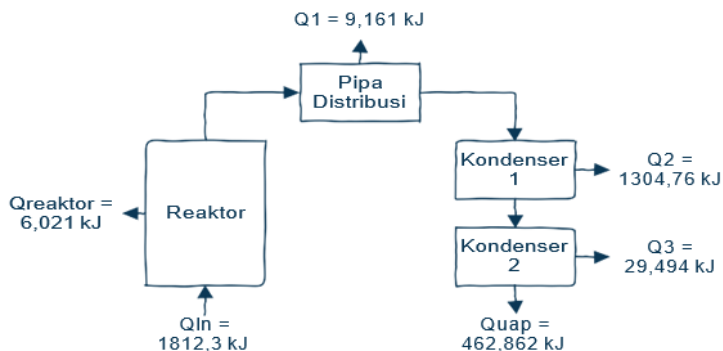 Q1 = 9,161 kJ
Pipa
Distribusi
Kondenser
1
Q2 =
1304,76 kJ
Qreaktor =
6,021 kJ
Reaktor
Kondenser
2
Q3 =
29,494 kJ
QIn =
1812,3 kJ
Quap =
462,862 kJ